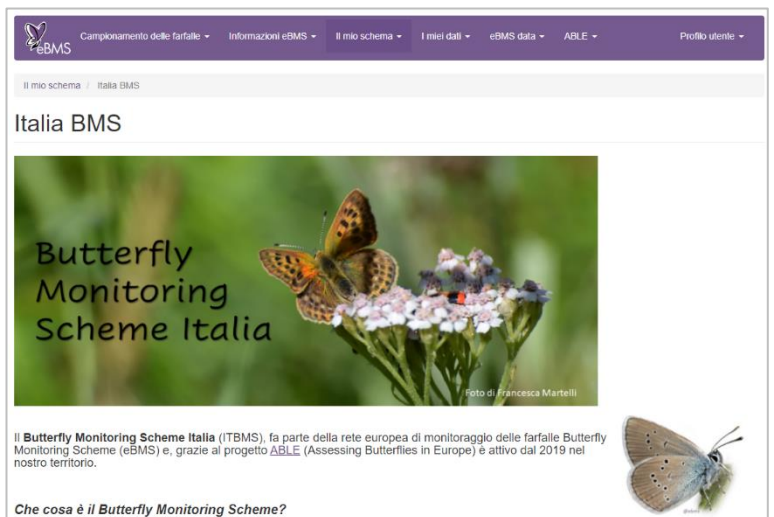 eBMS
Campionamento delle farfalle
Informazioni eBMS
Il mio schema
I miei dati
eBMS data
ABLE
Profilo utente
Il mio schema / Italia BMS
Italia BMS
Butterfly
Monitoring
Scheme Italia
Foto di Francesca Martelli
Il Butterfly Monitoring Scheme Italia (ITBMS), fa parte della rete europea di monitoraggio delle farfalle Butterfly
Monitoring Scheme (eBMS) e, grazie al progetto ABLE (Assessing Butterflies in Europe) è attivo dal 2019 nel
nostro territorio.
Che cosa è il Butterfly Monitoring Scheme?